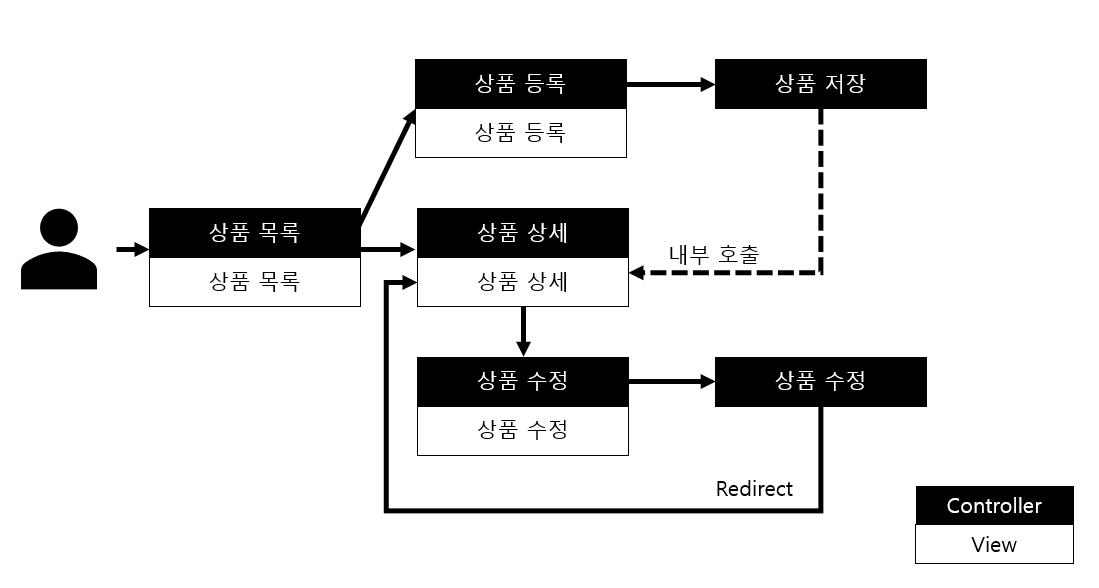 상품 등록
상품 등록
상품 저장
상품 목록
상품 목록
상품 상세
상품 상세
내부 호출
상품 수정
상품 수정
상품 수정
Redirect
Controller
View